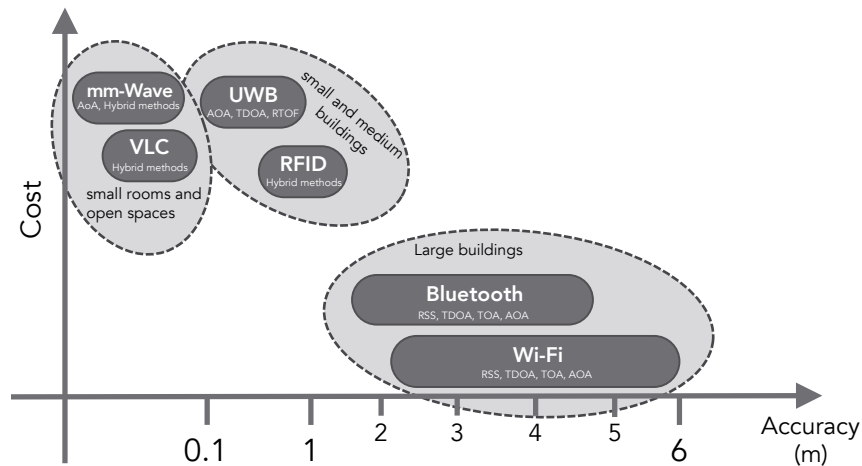 Cost
mm-Wave
AoA, Hybrid methods
VLC
Hybrid methods
small rooms and
open spaces
UWB
AOA, TDOA, RTOF
small and medium
buildings
RFID
Hybrid methods
Large buildings
Bluetooth
RSS, TDOA, TOA, AOA
Wi-Fi
RSS, TDOA, TOA, AOA
0.1 1 2 3 4 5 6
Accuracy
(m)